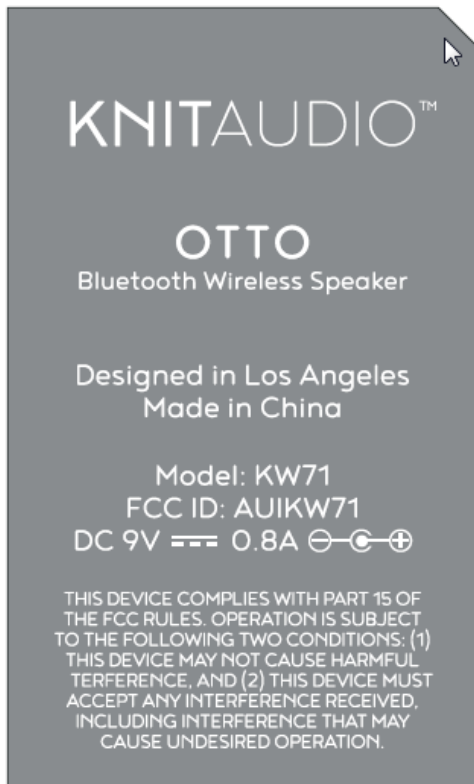 KNITAUDIO™
OTTO
Bluetooth Wireless Speaker
Designed in Los Angeles
Made in China
Model: KW71
FCC ID: AUIKW71
DC 9V ⎓ 0.8A
THIS DEVICE COMPLIES WITH PART 15 OF
THE FCC RULES. OPERATION IS SUBJECT
TO THE FOLLOWING TWO CONDITIONS: (1)
THIS DEVICE MAY NOT CAUSE HARMFUL
TERFERENCE, AND (2) THIS DEVICE MUST
ACCEPT ANY INTERFERENCE RECEIVED,
INCLUDING INTERFERENCE THAT MAY
CAUSE UNDESIRED OPERATION.